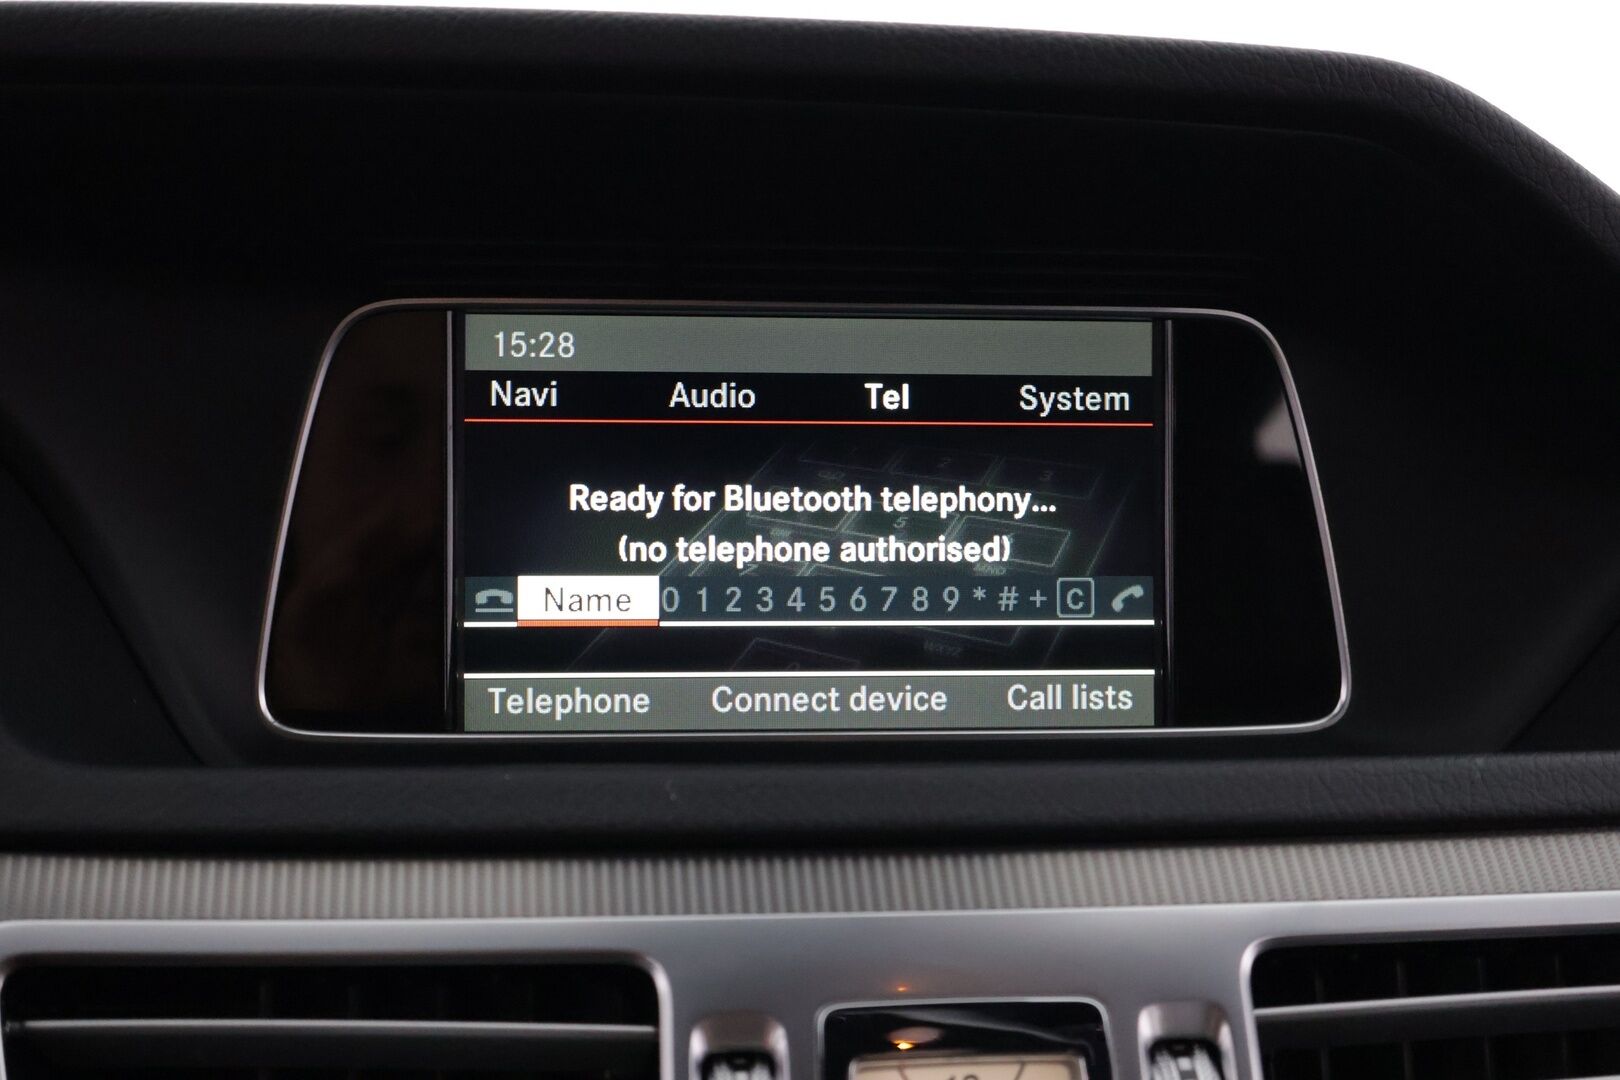 15:28
Navi Audio Tel System
Ready for Bluetooth telephony...
(no telephone authorised)
Name 0 1 2 3 4 5 6 7 8 9 * # + C
Telephone Connect device Call lists